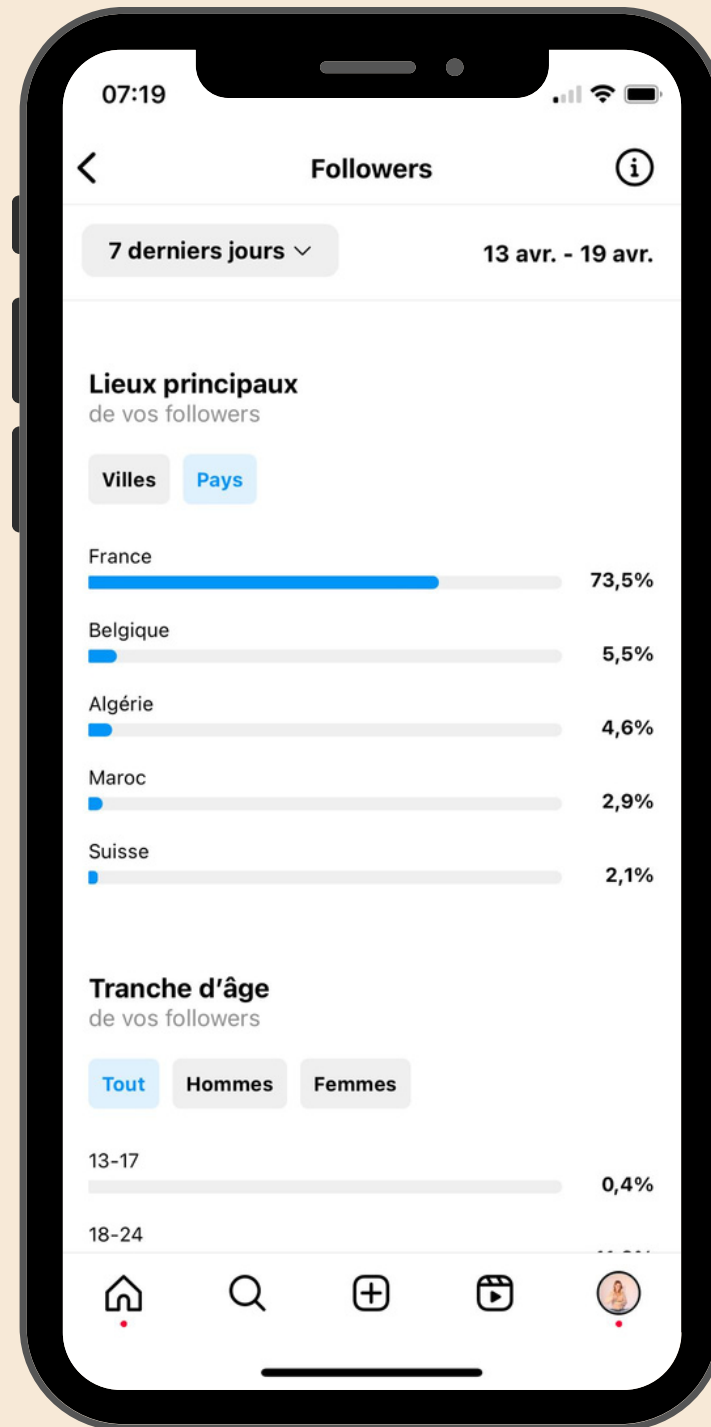 07:19
Followers
7 derniers jours
13 avr. - 19 avr.
Lieux principaux
de vos followers
Villes Pays
France
73,5%
Belgique
5,5%
Algérie
4,6%
Maroc
2,9%
Suisse
2,1%
Tranche d’âge
de vos followers
Tout Hommes Femmes
13-17
0,4%
18-24